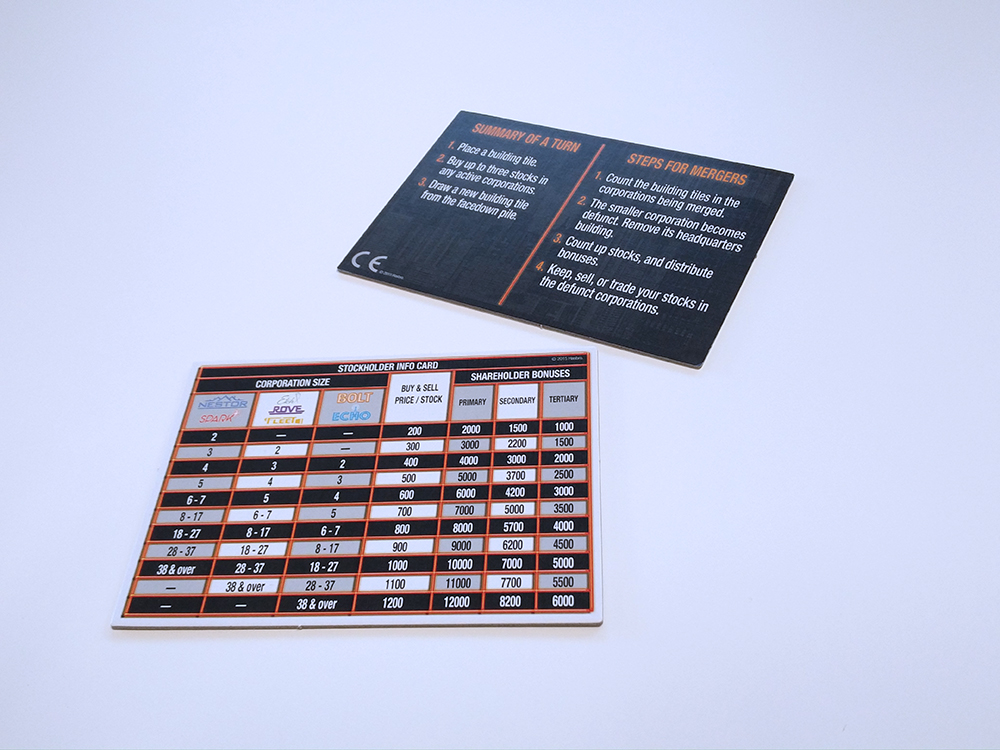 SUMMARY OF A TURN
1. Place a building tile.
2. Buy up to three stocks in
any active corporations.
3. Draw a new building tile
from the facedown pile.
CE
STEPS FOR MERGERS
1. Count the building tiles in the
corporations being merged.
2. The smaller corporation becomes
defunct. Remove its headquarters
building.
3. Count up stocks, and distribute
bonuses.
4. Keep, sell, or trade your stocks in
the defunct corporations.
© 2015 Hasbro.
STOCKHOLDER INFO CARD
CORPORATION SIZE
BUY & SELL
PRICE / STOCK
SHAREHOLDER BONUSES
NESTOR
SPARK!
ROVE
FLEET
BOLT
ECHO
PRIMARY SECONDARY TERTIARY
2 — — 200 2000 1500 1000
3 2 — 300 3000 2200 1500
4 3 2 400 4000 3000 2000
5 4 3 500 5000 3700 2500
6 - 7 5 4 600 6000 4200 3000
8 - 17 6 - 7 5 700 7000 5000 3500
18 - 27 8 - 17 6 - 7 800 8000 5700 4000
28 - 37 18 - 27 8 - 17 900 9000 6200 4500
38 & over 28 - 37 18 - 27 1000 10000 7000 5000
— 38 & over 28 - 37 1100 11000 7700 5500
— — 38 & over 1200 12000 8200 6000